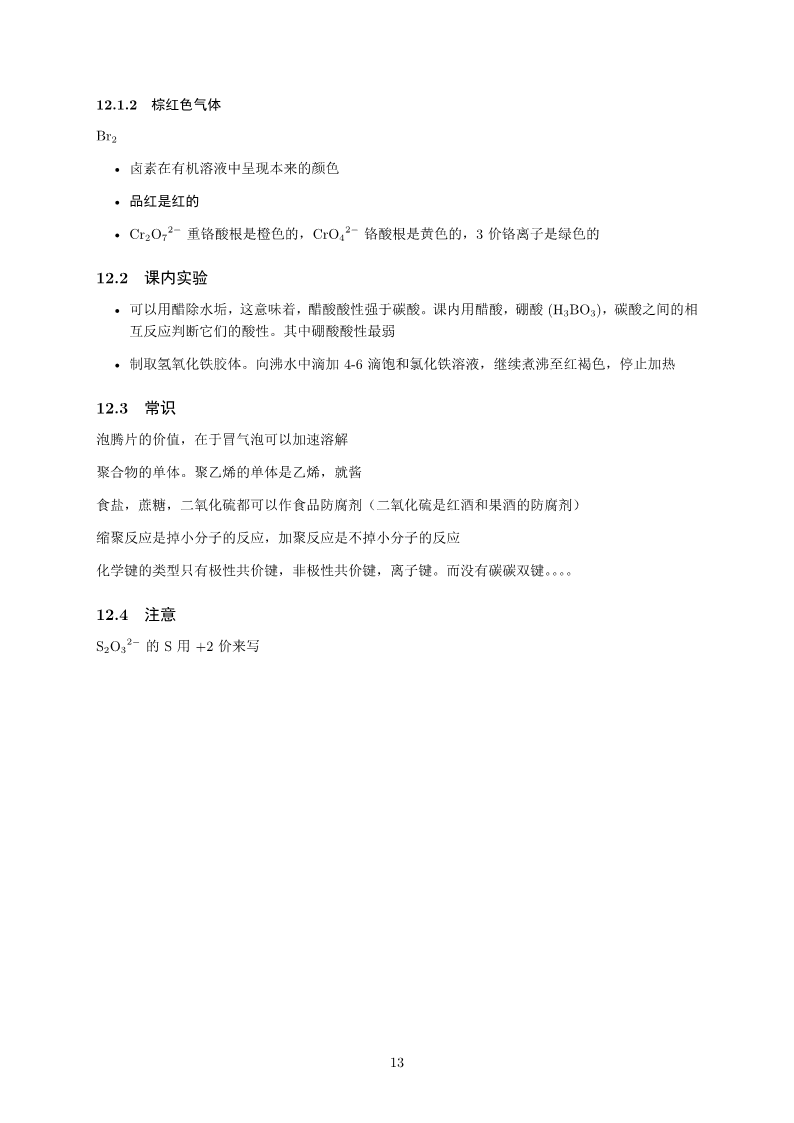 12.1.2 棕红色气体
Br₂
• 卤素在有机溶液中呈现本来的颜色
• 品红是红的
• Cr₂O₇²⁻ 重铬酸根是橙色的，CrO₄²⁻ 铬酸根是黄色的，3 价铬离子是绿色的
12.2 课内实验
• 可以用醋除水垢，这意味着，醋酸酸性强于碳酸。课内用醋酸，硼酸 (H₃BO₃)，碳酸之间的相
互反应判断它们的酸性。其中硼酸酸性最弱
• 制取氢氧化铁胶体。向沸水中滴加 4-6 滴饱和氯化铁溶液，继续煮沸至红褐色，停止加热
12.3 常识
泡腾片的价值，在于冒气泡可以加速溶解
聚合物的单体。聚乙烯的单体是乙烯，就酱
食盐，蔗糖，二氧化硫都可以作食品防腐剂（二氧化硫是红酒和果酒的防腐剂）
缩聚反应是掉小分子的反应，加聚反应是不掉小分子的反应
化学键的类型只有极性共价键，非极性共价键，离子键。而没有碳碳双键。。。。
12.4 注意
S₂O₃²⁻ 的 S 用 +2 价来写
13